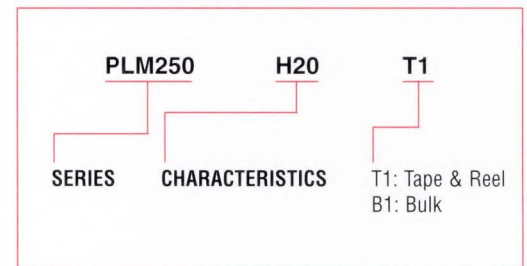 PLM250 H20 T1
SERIES CHARACTERISTICS T1: Tape & Reel
B1: Bulk